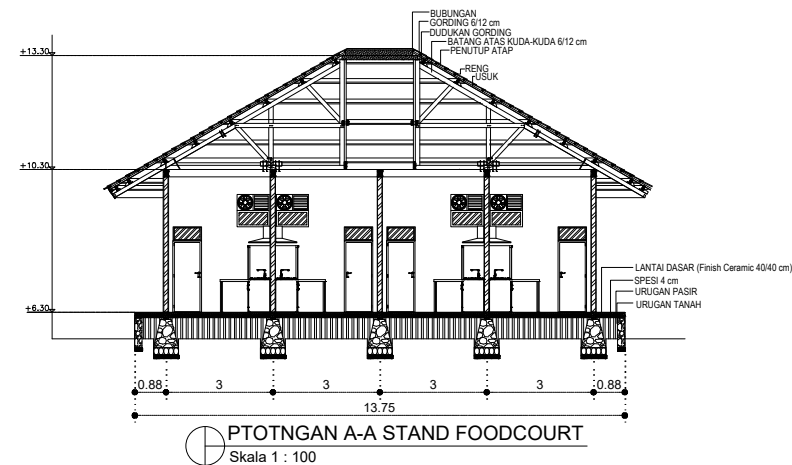 BUBUNGAN
GORDING 6/12 cm
DUDUKAN GORDING
BATANG ATAS KUDA-KUDA 6/12 cm
PENUTUP ATAP
+13.30
RENG
USUK
+10.30
LANTAI DASAR (Finish Ceramic 40/40 cm)
SPESI 4 cm
URUGAN PASIR
URUGAN TANAH
+6.30
0.88 3 3 3 3 0.88
13.75
PTOTNGAN A-A STAND FOODCOURT
Skala 1 : 100